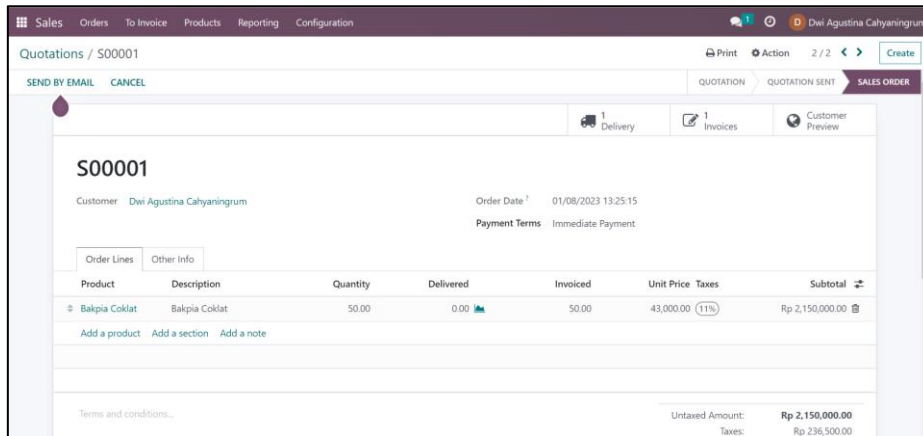 Sales Orders To Invoice Products Reporting Configuration 1 D Dwi Agustina Cahyaningrum
Quotations / S00001 Print Action 2 / 2 Create
SEND BY EMAIL CANCEL QUOTATION QUOTATION SENT SALES ORDER
1 Delivery 1 Invoices Customer Preview
S00001
Customer Dwi Agustina Cahyaningrum Order Date ? 01/08/2023 13:25:15
Payment Terms Immediate Payment
Order Lines Other Info
Product Description Quantity Delivered Invoiced Unit Price Taxes Subtotal
Bakpia Coklat Bakpia Coklat 50.00 0.00 50.00 43,000.00 11% Rp 2,150,000.00
Add a product Add a section Add a note
Terms and conditions... Untaxed Amount: Rp 2,150,000.00
Taxes: Rp 236,500.00